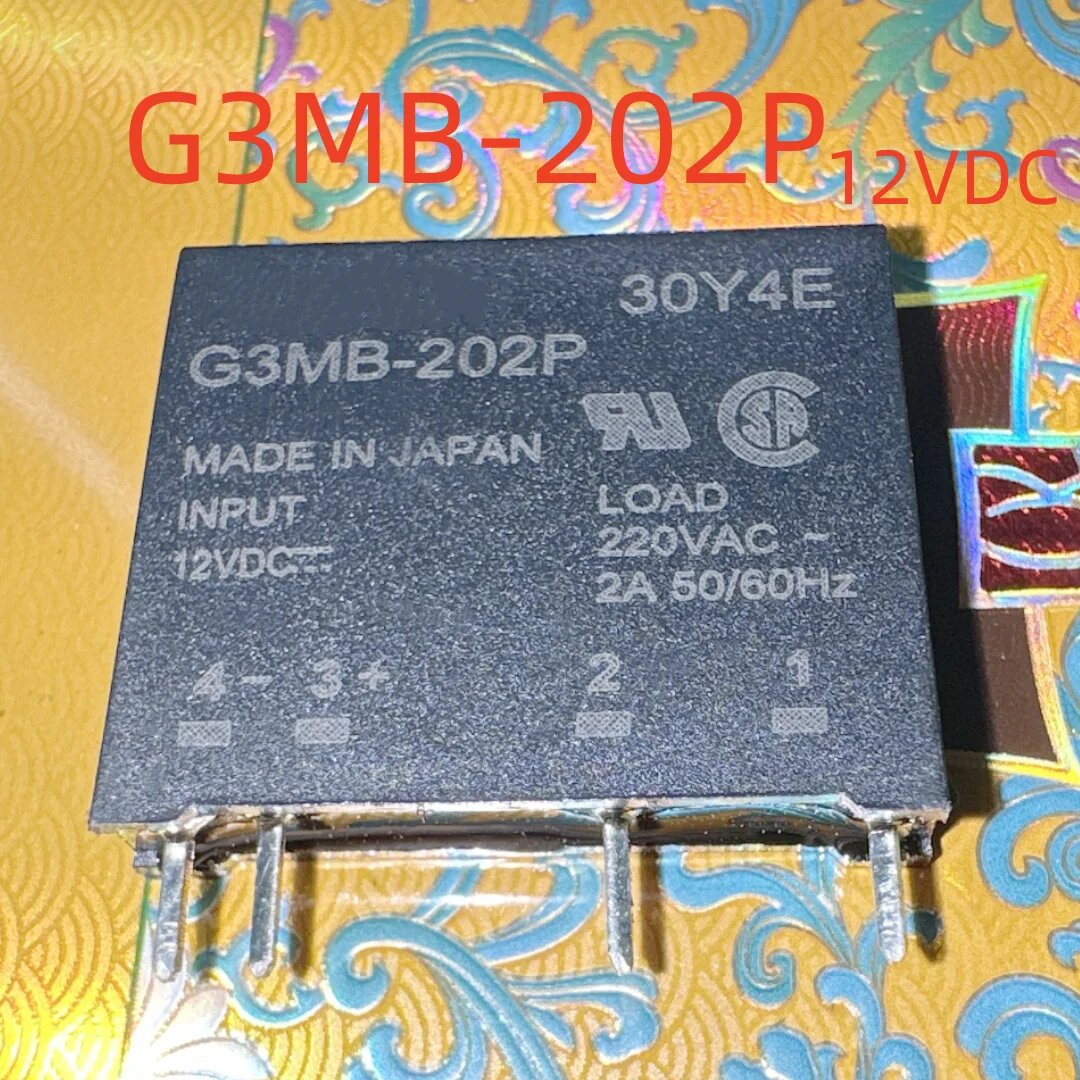 G3MB-202P 12VDC
30Y4E
G3MB-202P
MADE IN JAPAN
INPUT
12VDC
LOAD
220VAC ~
2A 50/60Hz
4 - 3 + 2 1